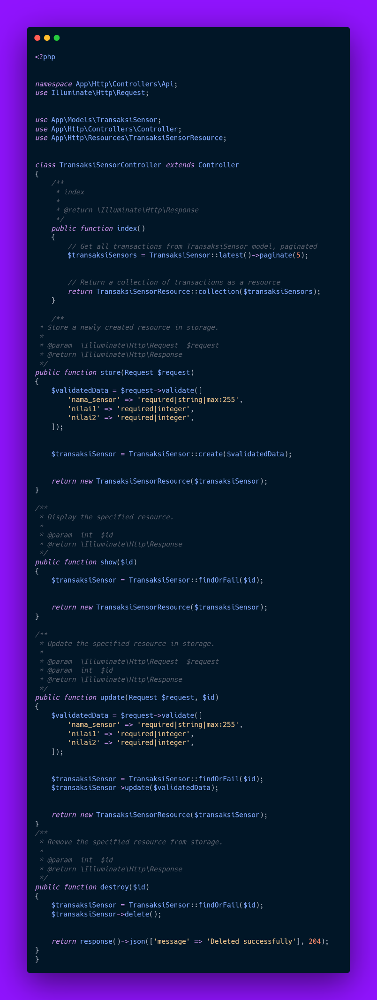 <?php
namespace App\Http\Controllers\Api;
use Illuminate\Http\Request;
use App\Models\TransaksiSensor;
use App\Http\Controllers\Controller;
use App\Http\Resources\TransaksiSensorResource;
class TransaksiSensorController extends Controller
{
    /**
     * index
     *
     * @return \Illuminate\Http\Response
     */
    public function index()
    {
        // Get all transactions from TransaksiSensor model, paginated
        $transaksiSensors = TransaksiSensor::latest()->paginate(5);
        // Return a collection of transactions as a resource
        return TransaksiSensorResource::collection($transaksiSensors);
    }
    /**
 * Store a newly created resource in storage.
 *
 * @param  \Illuminate\Http\Request  $request
 * @return \Illuminate\Http\Response
 */
public function store(Request $request)
{
    $validatedData = $request->validate([
        'nama_sensor' => 'required|string|max:255',
        'nilai1' => 'required|integer',
        'nilai2' => 'required|integer',
    ]);
    $transaksiSensor = TransaksiSensor::create($validatedData);
    return new TransaksiSensorResource($transaksiSensor);
}
/**
 * Display the specified resource.
 *
 * @param  int  $id
 * @return \Illuminate\Http\Response
 */
public function show($id)
{
    $transaksiSensor = TransaksiSensor::findOrFail($id);
    return new TransaksiSensorResource($transaksiSensor);
}
/**
 * Update the specified resource in storage.
 *
 * @param  \Illuminate\Http\Request  $request
 * @param  int  $id
 * @return \Illuminate\Http\Response
 */
public function update(Request $request, $id)
{
    $validatedData = $request->validate([
        'nama_sensor' => 'required|string|max:255',
        'nilai1' => 'required|integer',
        'nilai2' => 'required|integer',
    ]);
    $transaksiSensor = TransaksiSensor::findOrFail($id);
    $transaksiSensor->update($validatedData);
    return new TransaksiSensorResource($transaksiSensor);
}
/**
 * Remove the specified resource from storage.
 *
 * @param  int  $id
 * @return \Illuminate\Http\Response
 */
public function destroy($id)
{
    $transaksiSensor = TransaksiSensor::findOrFail($id);
    $transaksiSensor->delete();
    return response()->json(['message' => 'Deleted successfully'], 204);
}
}